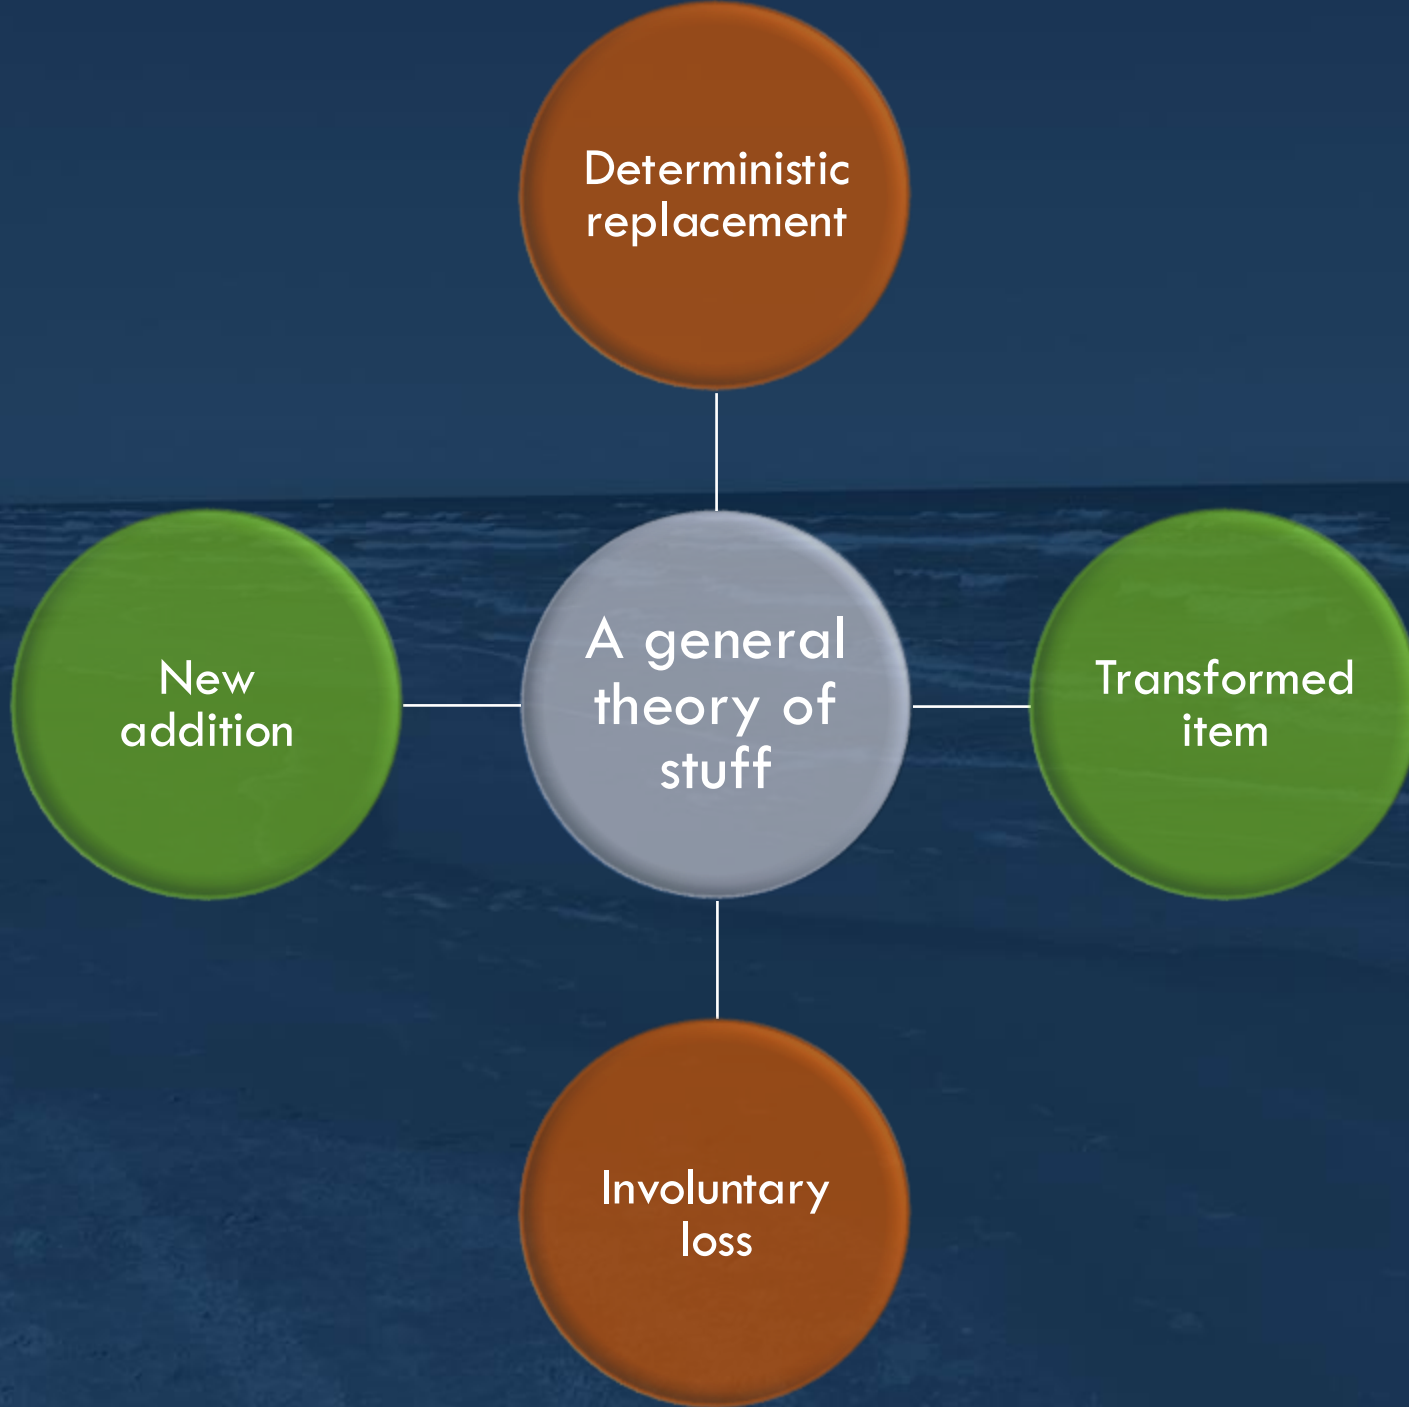 Deterministic
replacement
New
addition
A general
theory of
stuff
Transformed
item
Involuntary
loss